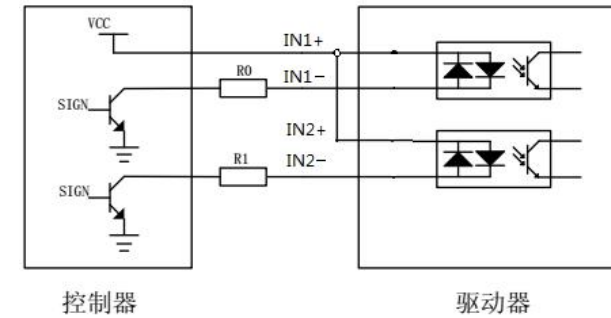 VCC
IN1+
R0
IN1-
SIGN
IN2+
R1
IN2-
SIGN
控制器
驱动器